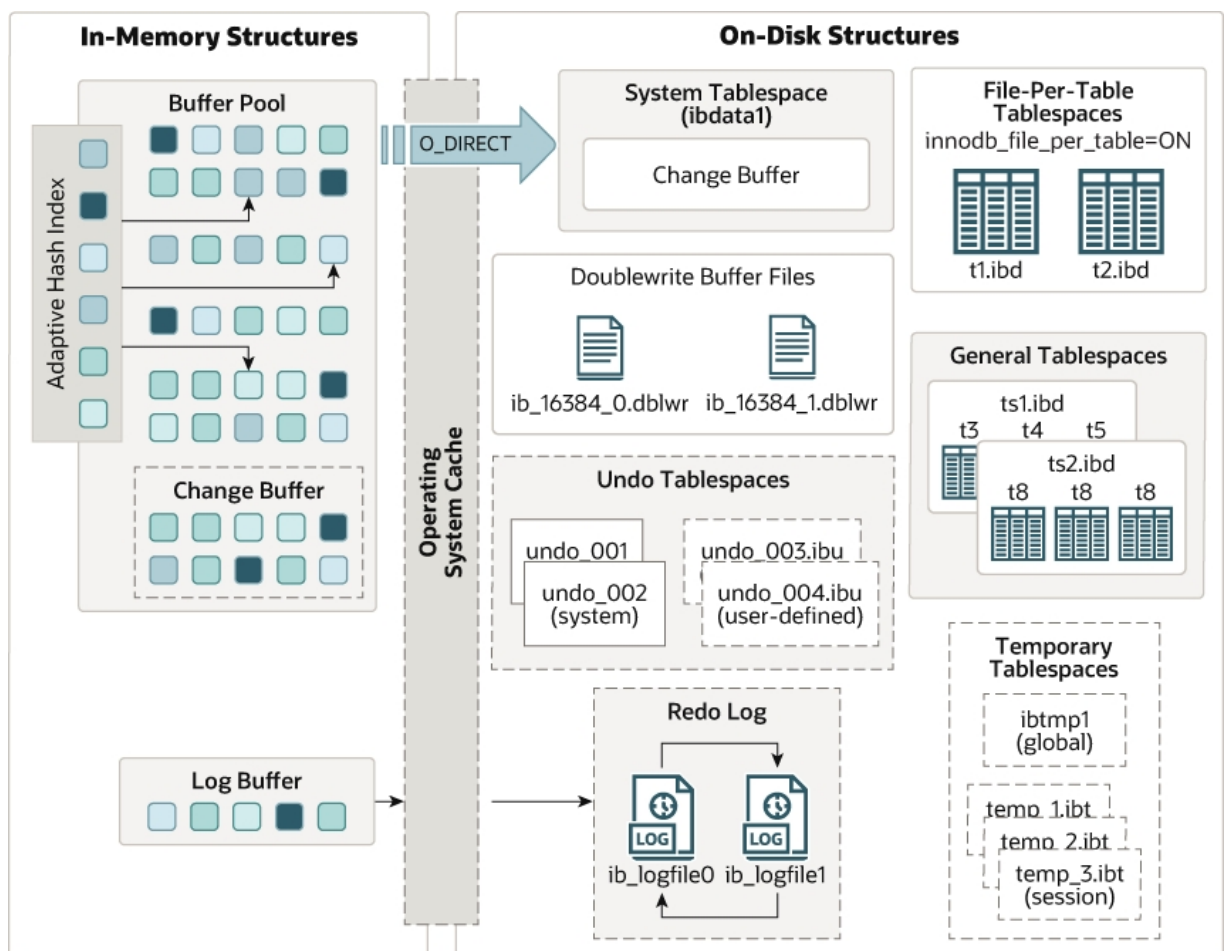 In-Memory Structures
On-Disk Structures
Buffer Pool
Adaptive Hash Index
Change Buffer
Log Buffer
Operating
System Cache
O_DIRECT
System Tablespace
(ibdata1)
Change Buffer
Doublewrite Buffer Files
ib_16384_0.dblwr
ib_16384_1.dblwr
Undo Tablespaces
undo_001
undo_002
(system)
undo_003.ibu
undo_004.ibu
(user-defined)
Redo Log
LOG
LOG
ib_logfile0
ib_logfile1
File-Per-Table
Tablespaces
innodb_file_per_table=ON
t1.ibd
t2.ibd
General Tablespaces
ts1.ibd
t3 t4 t5
ts2.ibd
t8 t8 t8
Temporary
Tablespaces
ibtmp1
(global)
temp_1.ibt
temp_2.ibt
temp_3.ibt
(session)